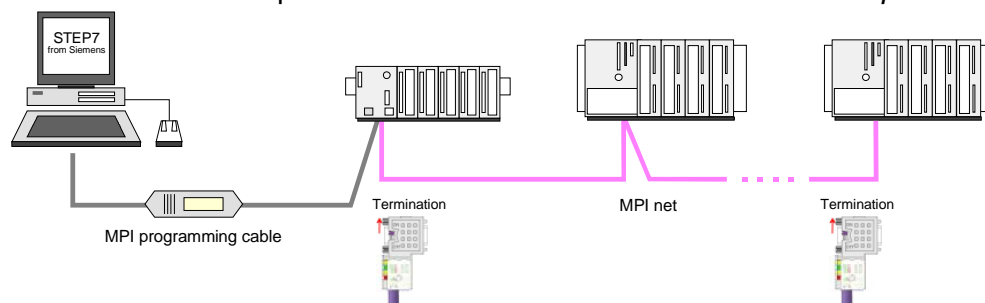 STEP7
from Siemens
Termination
MPI net
Termination
MPI programming cable